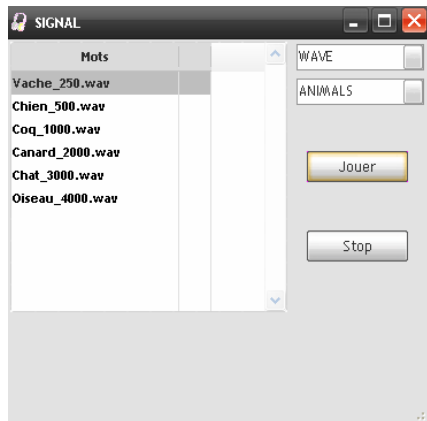 SIGNAL
Mots
Vache_250.wav
Chien_500.wav
Coq_1000.wav
Canard_2000.wav
Chat_3000.wav
Oiseau_4000.wav
WAVE
ANIMALS
Jouer
Stop